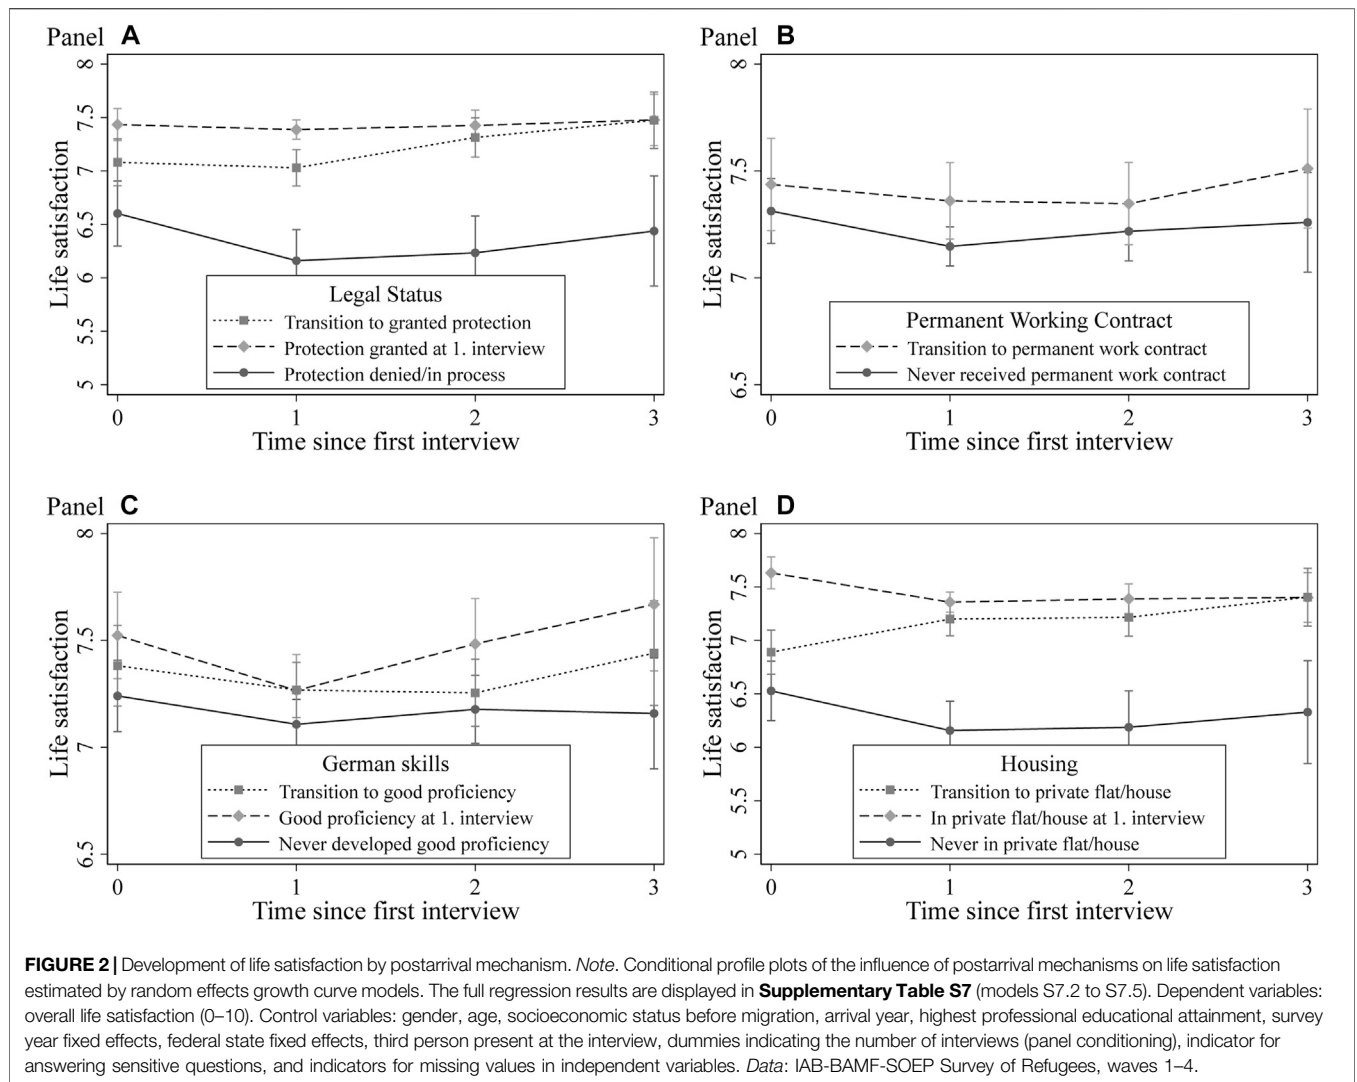 Panel A
8
7.5
7
6.5
6
5.5
5
Life satisfaction
Legal Status
Transition to granted protection
Protection granted at 1. interview
Protection denied/in process
0 1 2 3
Time since first interview
Panel B
8
7.5
7
6.5
Life satisfaction
Permanent Working Contract
Transition to permanent work contract
Never received permanent work contract
0 1 2 3
Time since first interview
Panel C
8
7.5
7
6.5
Life satisfaction
German skills
Transition to good proficiency
Good proficiency at 1. interview
Never developed good proficiency
0 1 2 3
Time since first interview
Panel D
8
7.5
7
6.5
6
5.5
5
Life satisfaction
Housing
Transition to private flat/house
In private flat/house at 1. interview
Never in private flat/house
0 1 2 3
Time since first interview
FIGURE 2 | Development of life satisfaction by postarrival mechanism. Note. Conditional profile plots of the influence of postarrival mechanisms on life satisfaction
estimated by random effects growth curve models. The full regression results are displayed in Supplementary Table S7 (models S7.2 to S7.5). Dependent variables:
overall life satisfaction (0–10). Control variables: gender, age, socioeconomic status before migration, arrival year, highest professional educational attainment, survey
year fixed effects, federal state fixed effects, third person present at the interview, dummies indicating the number of interviews (panel conditioning), indicator for
answering sensitive questions, and indicators for missing values in independent variables. Data: IAB-BAMF-SOEP Survey of Refugees, waves 1–4.